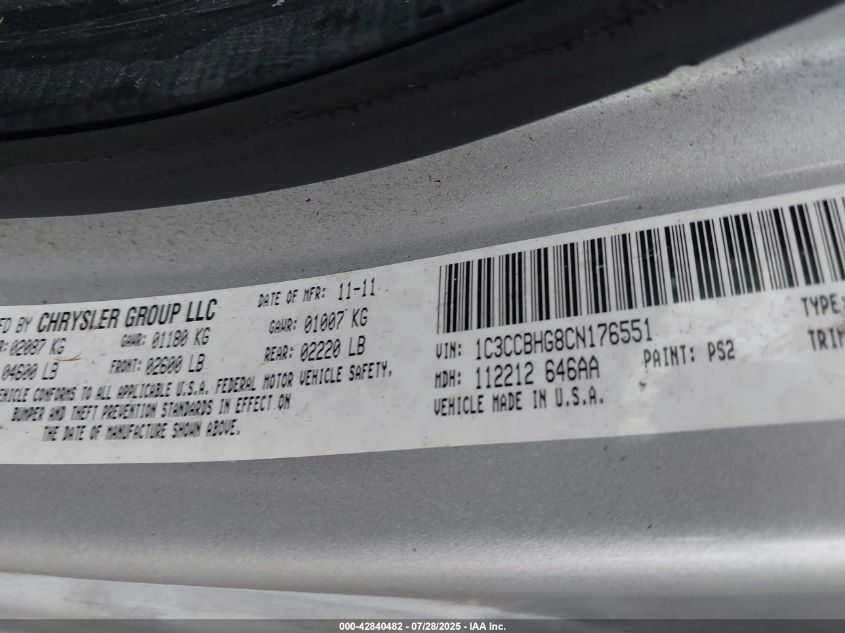 FD BY CHRYSLER GROUP LLC
DATE OF MFR: 11-11
R: 02087 KG
GAWR: 01180 KG
GAWR: 01007 KG
04600 LB
FRONT: 02600 LB
REAR: 02220 LB
EHICLE CONFORMS TO ALL APPLICABLE U.S.A. FEDERAL MOTOR VEHICLE SAFETY,
BUMPER AND THEFT PREVENTION STANDARDS IN EFFECT ON
THE DATE OF MANUFACTURE SHOWN ABOVE.
VIN: 1C3CCBHG8CN176551
TYPE:
MDH: 112212 646AA
PAINT: PS2
TRIM
VEHICLE MADE IN U.S.A.
000-42840482 - 07/28/2025 - IAA Inc.